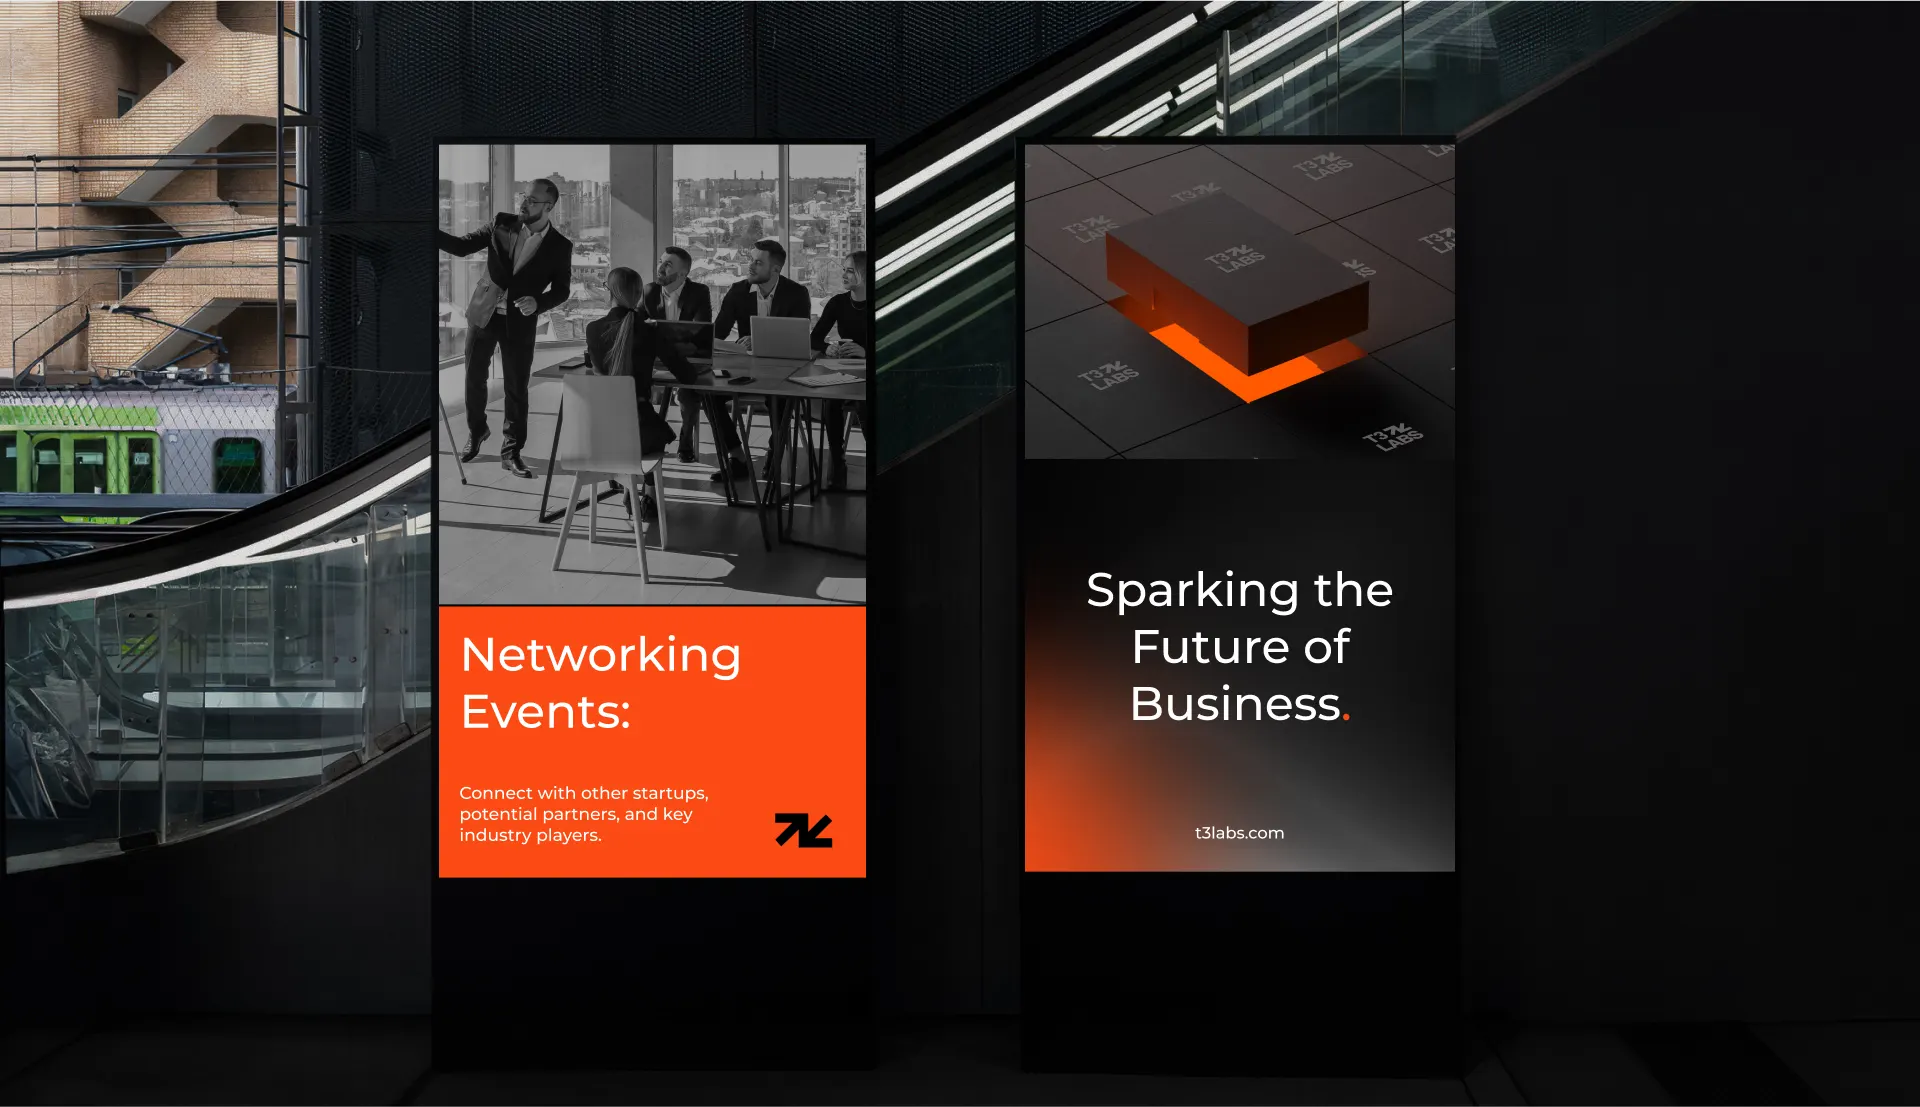 Networking
Events:
Connect with other startups,
potential partners, and key
industry players.
T3
LABS
T3
T3
LABS
T3
LABS
T3
LABS
T3
LABS
Sparking the
Future of
Business.
t3labs.com